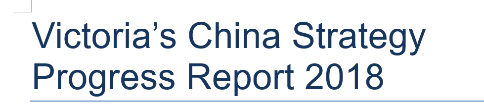 Victoria’s China Strategy
Progress Report 2018